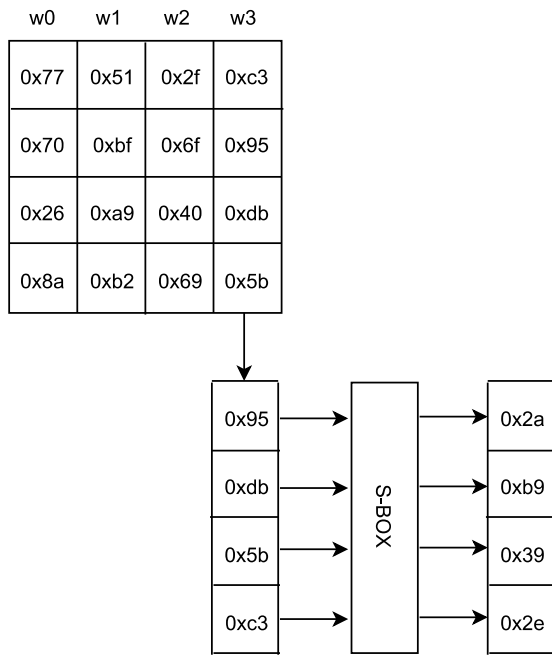 w0 w1 w2 w3
0x77 0x51 0x2f 0xc3
0x70 0xbf 0x6f 0x95
0x26 0xa9 0x40 0xdb
0x8a 0xb2 0x69 0x5b
0x95 0x2a
0xdb 0xb9
S-BOX
0x5b 0x39
0xc3 0x2e